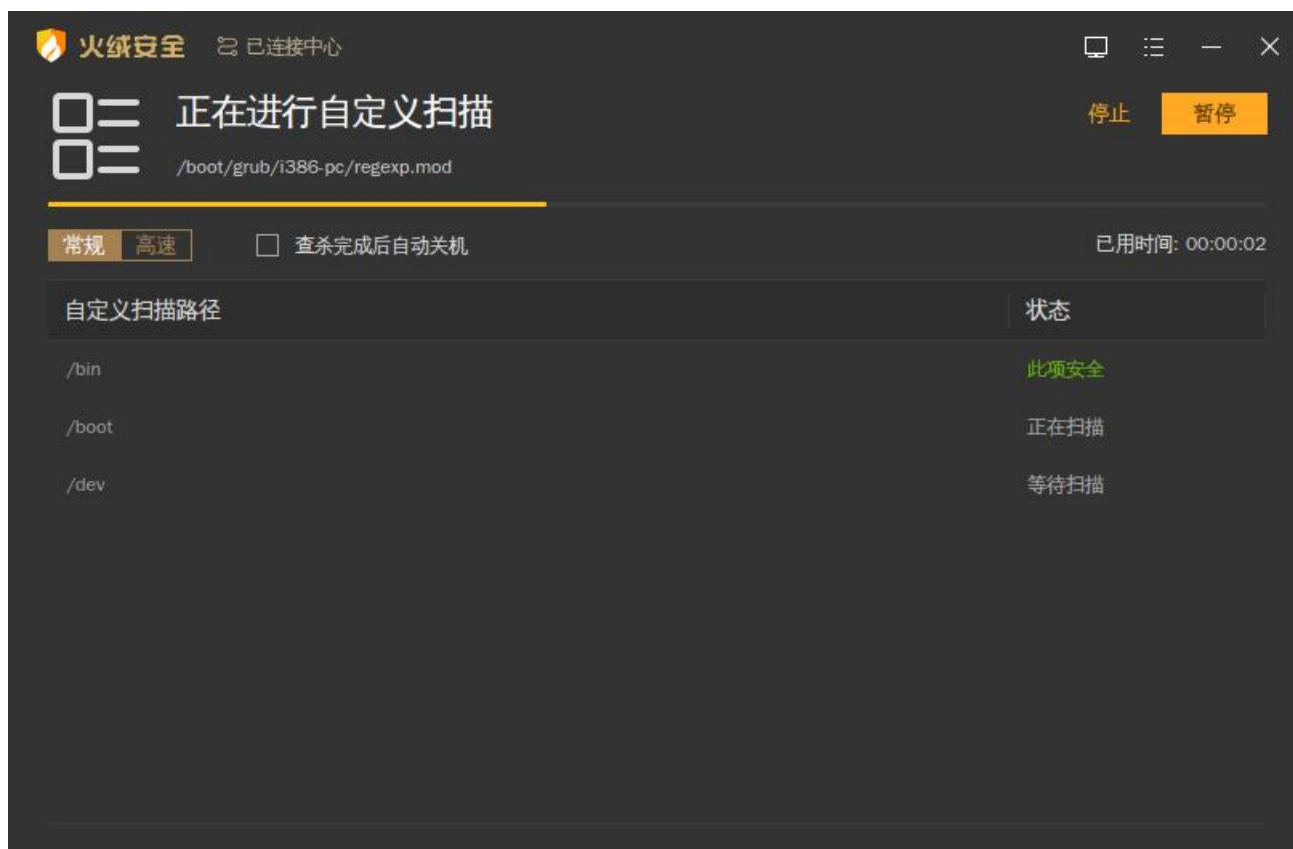 火绒安全 已连接中心
正在进行自定义扫描
停止 暂停
/boot/grub/i386-pc/regexp.mod
常规 高速 查杀完成后自动关机 已用时间: 00:00:02
自定义扫描路径 状态
/bin 此项安全
/boot 正在扫描
/dev 等待扫描